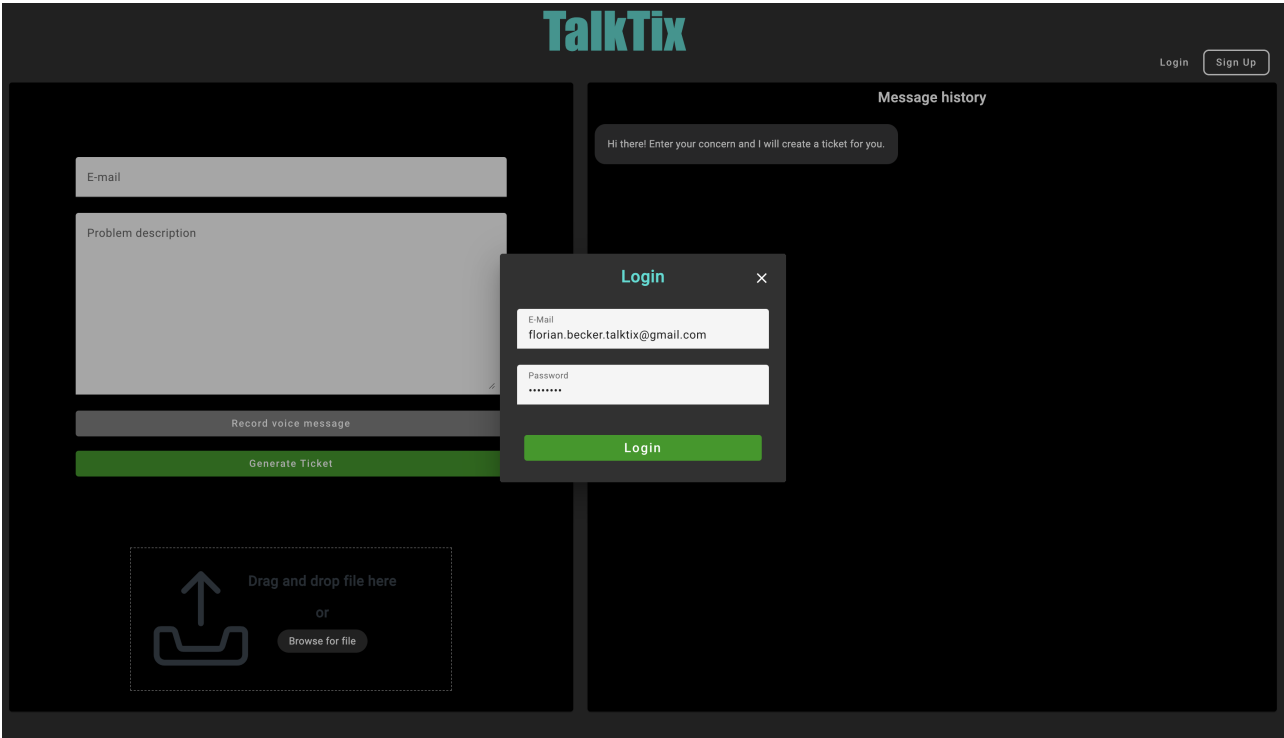 TalkTix
Login
Sign Up
Message history
Hi there! Enter your concern and I will create a ticket for you.
E-mail
Problem description
Record voice message
Generate Ticket
Drag and drop file here
or
Browse for file
Login
E-Mail
florian.becker.talktix@gmail.com
Password
••••••••
Login